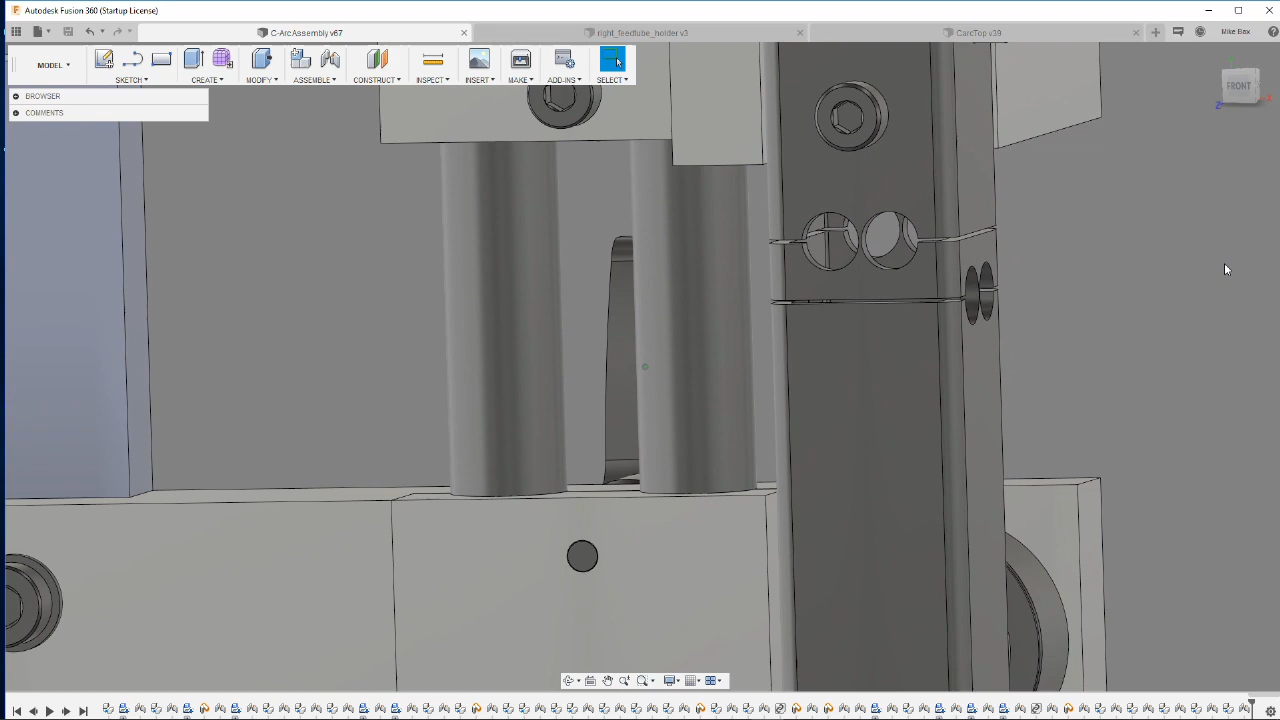 Autodesk Fusion 360 (Startup License)
C-ArcAssembly v67
right_feedtube_holder v3
CarcTop v39
Mike Bax
MODEL
SKETCH
CREATE
MODIFY
ASSEMBLE
CONSTRUCT
INSPECT
INSERT
MAKE
ADD-INS
SELECT
BROWSER
COMMENTS
FRONT
Z
X